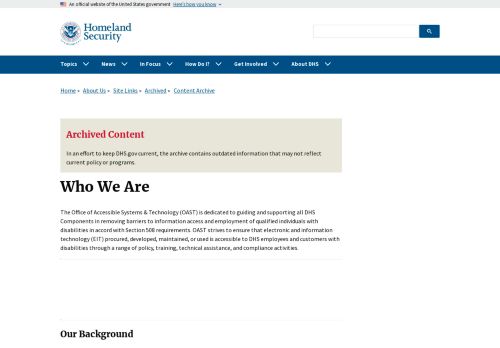 An official website of the United States government Here's how you know
Homeland
Security
Topics News In Focus How Do I? Get Involved About DHS
Home » About Us » Site Links » Archived » Content Archive
Archived Content
In an effort to keep DHS.gov current, the archive contains outdated information that may not reflect
current policy or programs.
Who We Are
The Office of Accessible Systems & Technology (OAST) is dedicated to guiding and supporting all DHS
Components in removing barriers to information access and employment of qualified individuals with
disabilities in accord with Section 508 requirements. OAST strives to ensure that electronic and information
technology (EIT) procured, developed, maintained, or used is accessible to DHS employees and customers with
disabilities through a range of policy, training, technical assistance, and compliance activities.
Our Background